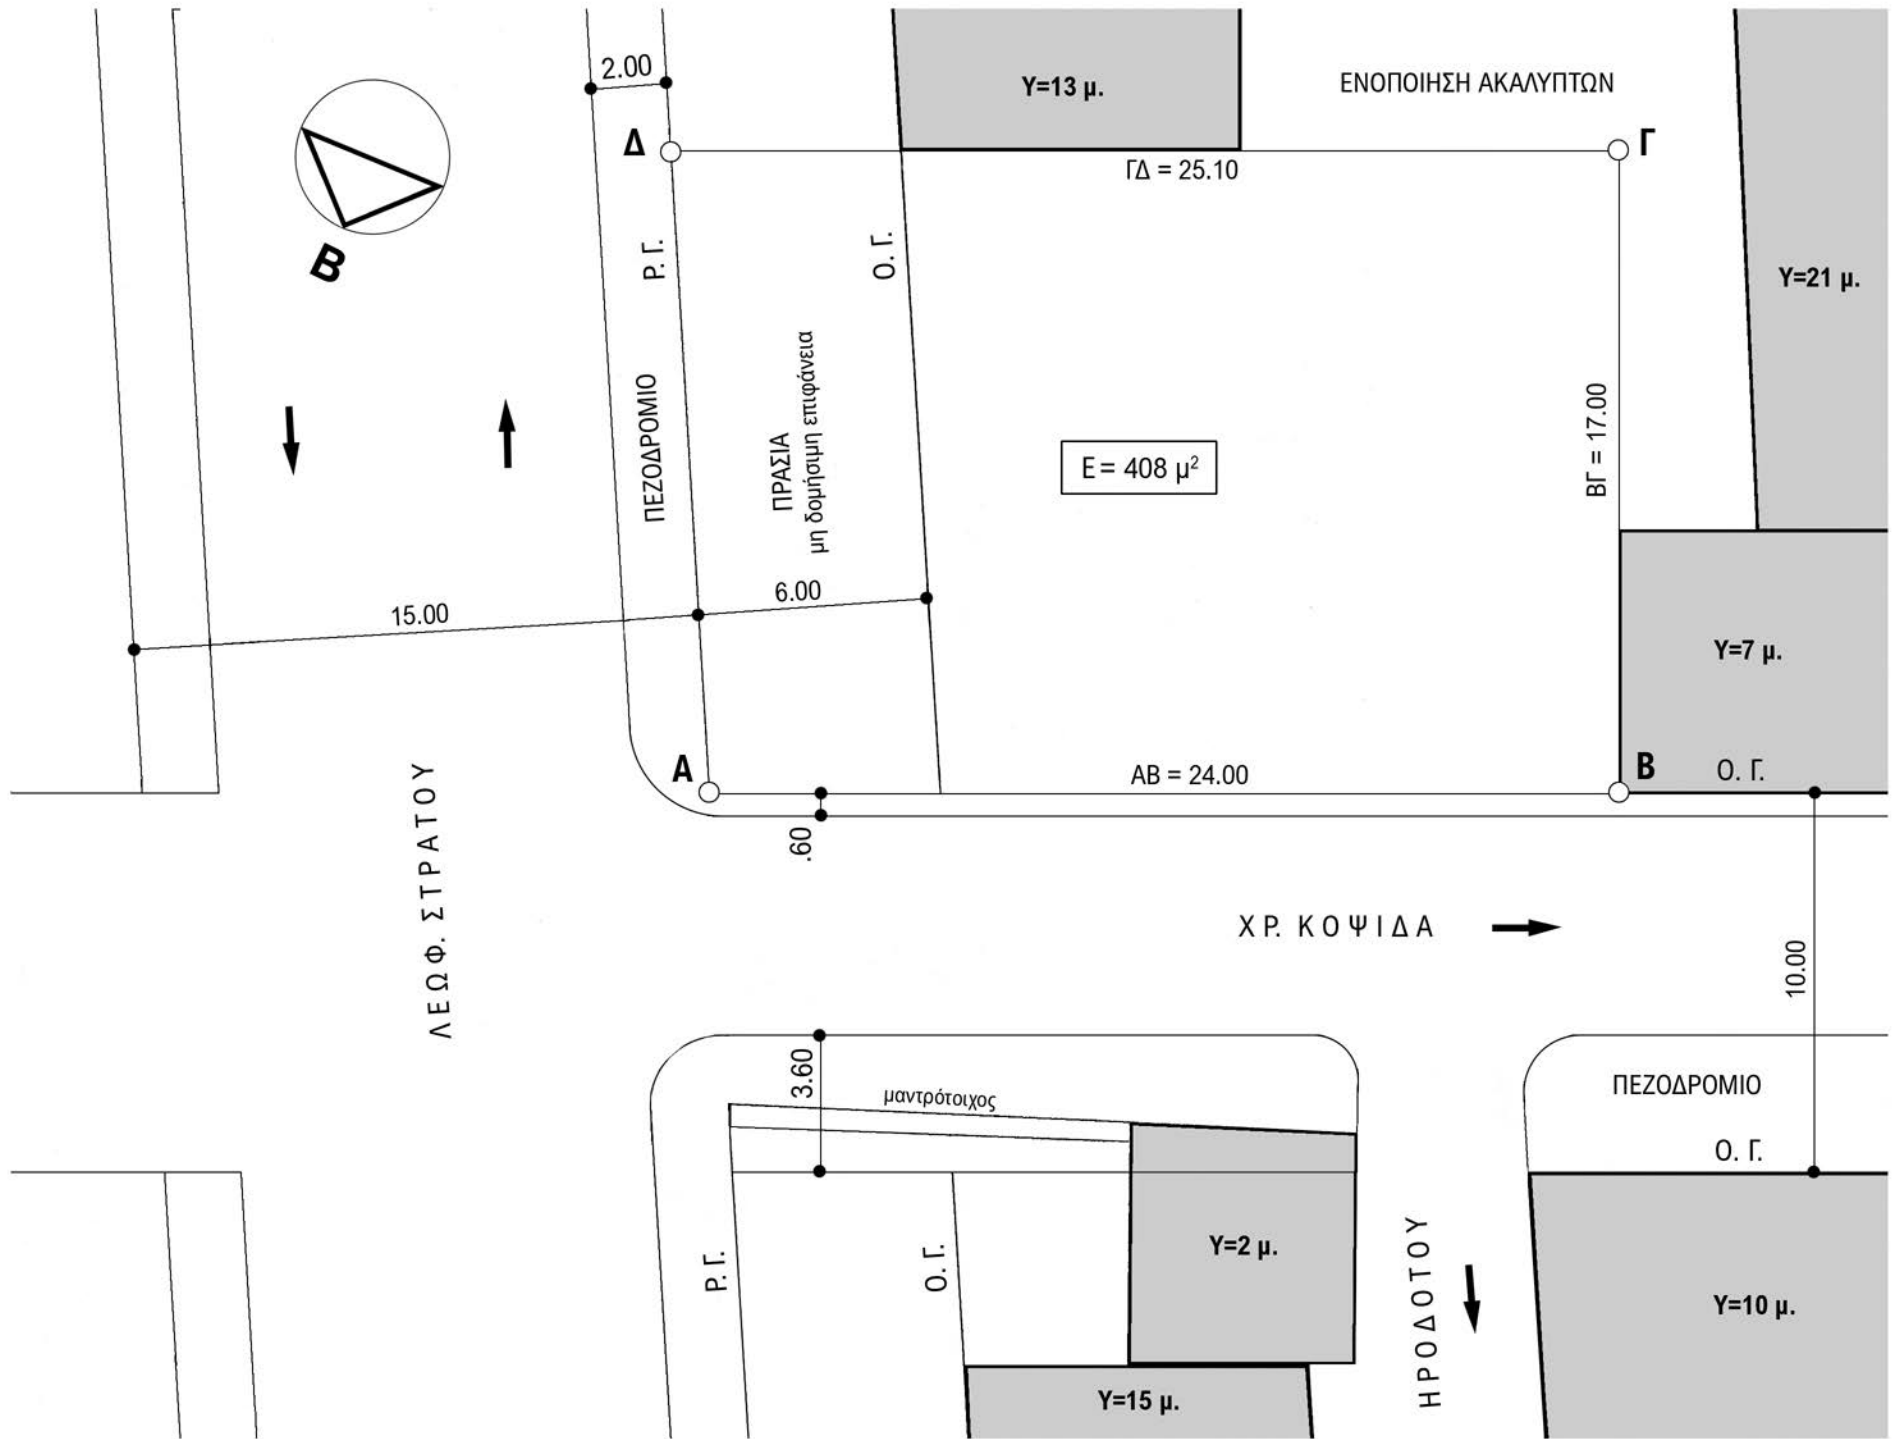 2.00
Υ=13 μ.
ΕΝΟΠΟΙΗΣΗ ΑΚΑΛΥΠΤΩΝ
Δ
Γ
ΓΔ = 25.10
Β
Ρ. Γ.
Ο. Γ.
Υ=21 μ.
ΠΕΖΟΔΡΟΜΙΟ
ΠΡΑΣΙΑ
μη δομήσιμη επιφάνεια
Ε = 408 μ²
ΒΓ = 17.00
15.00
6.00
Υ=7 μ.
Α
ΑΒ = 24.00
Β
Ο. Γ.
.60
ΛΕΩΦ. ΣΤΡΑΤΟΥ
ΧΡ. ΚΟΨΙΔΑ
10.00
3.60
μαντρότοιχος
ΠΕΖΟΔΡΟΜΙΟ
Ο. Γ.
Ρ. Γ.
Ο. Γ.
Υ=2 μ.
ΗΡΟΔΟΤΟΥ
Υ=10 μ.
Υ=15 μ.